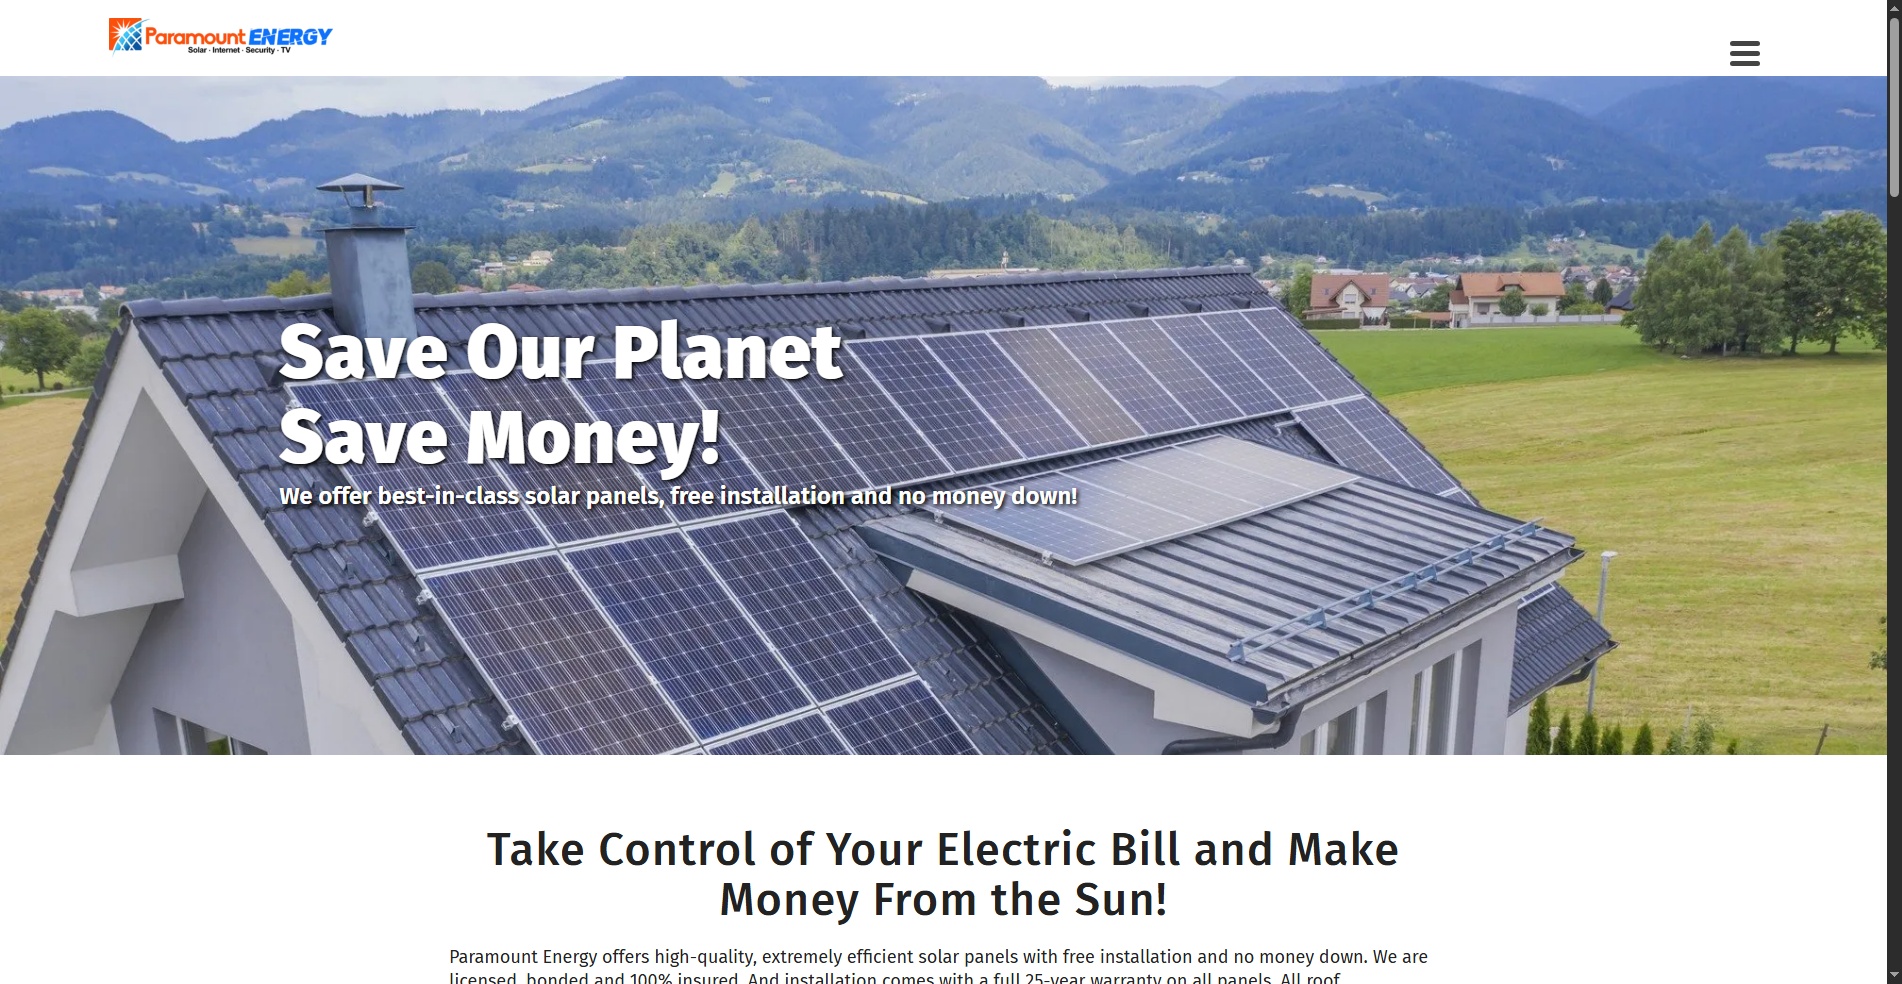 Paramount ENERGY
Solar · Internet · Security · TV
Save Our Planet
Save Money!
We offer best-in-class solar panels, free installation and no money down!
Take Control of Your Electric Bill and Make
Money From the Sun!
Paramount Energy offers high-quality, extremely efficient solar panels with free installation and no money down. We are
licensed, bonded and 100% insured. And installation comes with a full 25-year warranty on all panels. All roof